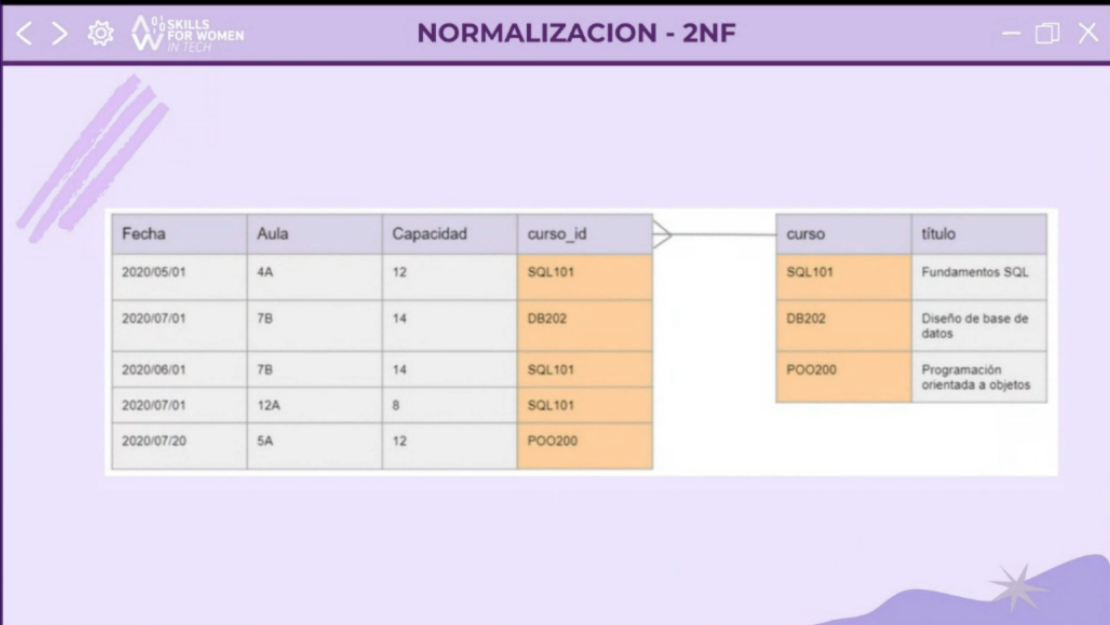 SKILLS
FOR WOMEN
IN TECH
NORMALIZACION - 2NF
Fecha Aula Capacidad curso_id
2020/05/01 4A 12 SQL101
2020/07/01 7B 14 DB202
2020/06/01 7B 14 SQL101
2020/07/01 12A 8 SQL101
2020/07/20 5A 12 POO200
curso título
SQL101 Fundamentos SQL
DB202 Diseño de base de
datos
POO200 Programación
orientada a objetos